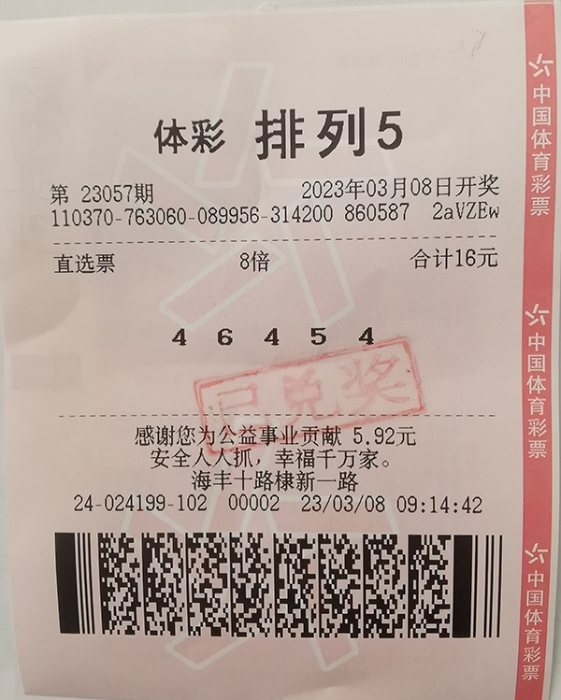 体彩 排列5
第 23057期 2023年03月08日开奖
110370-763060-089956-314200 860587 2aVZEw
直选票 8倍 合计16元
4 6 4 5 4
已兑奖
感谢您为公益事业贡献 5.92元
安全人人抓，幸福千万家。
海丰十路棣新一路
24-024199-102 00002 23/03/08 09:14:42
中国体育彩票
中国体育彩票
中国体育彩票